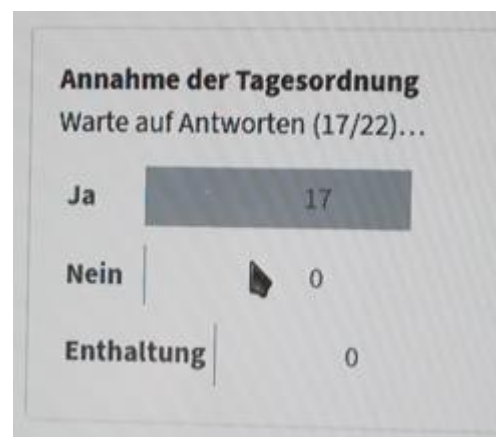 Annahme der Tagesordnung
Warte auf Antworten (17/22)...
Ja 17
Nein 0
Enthaltung 0